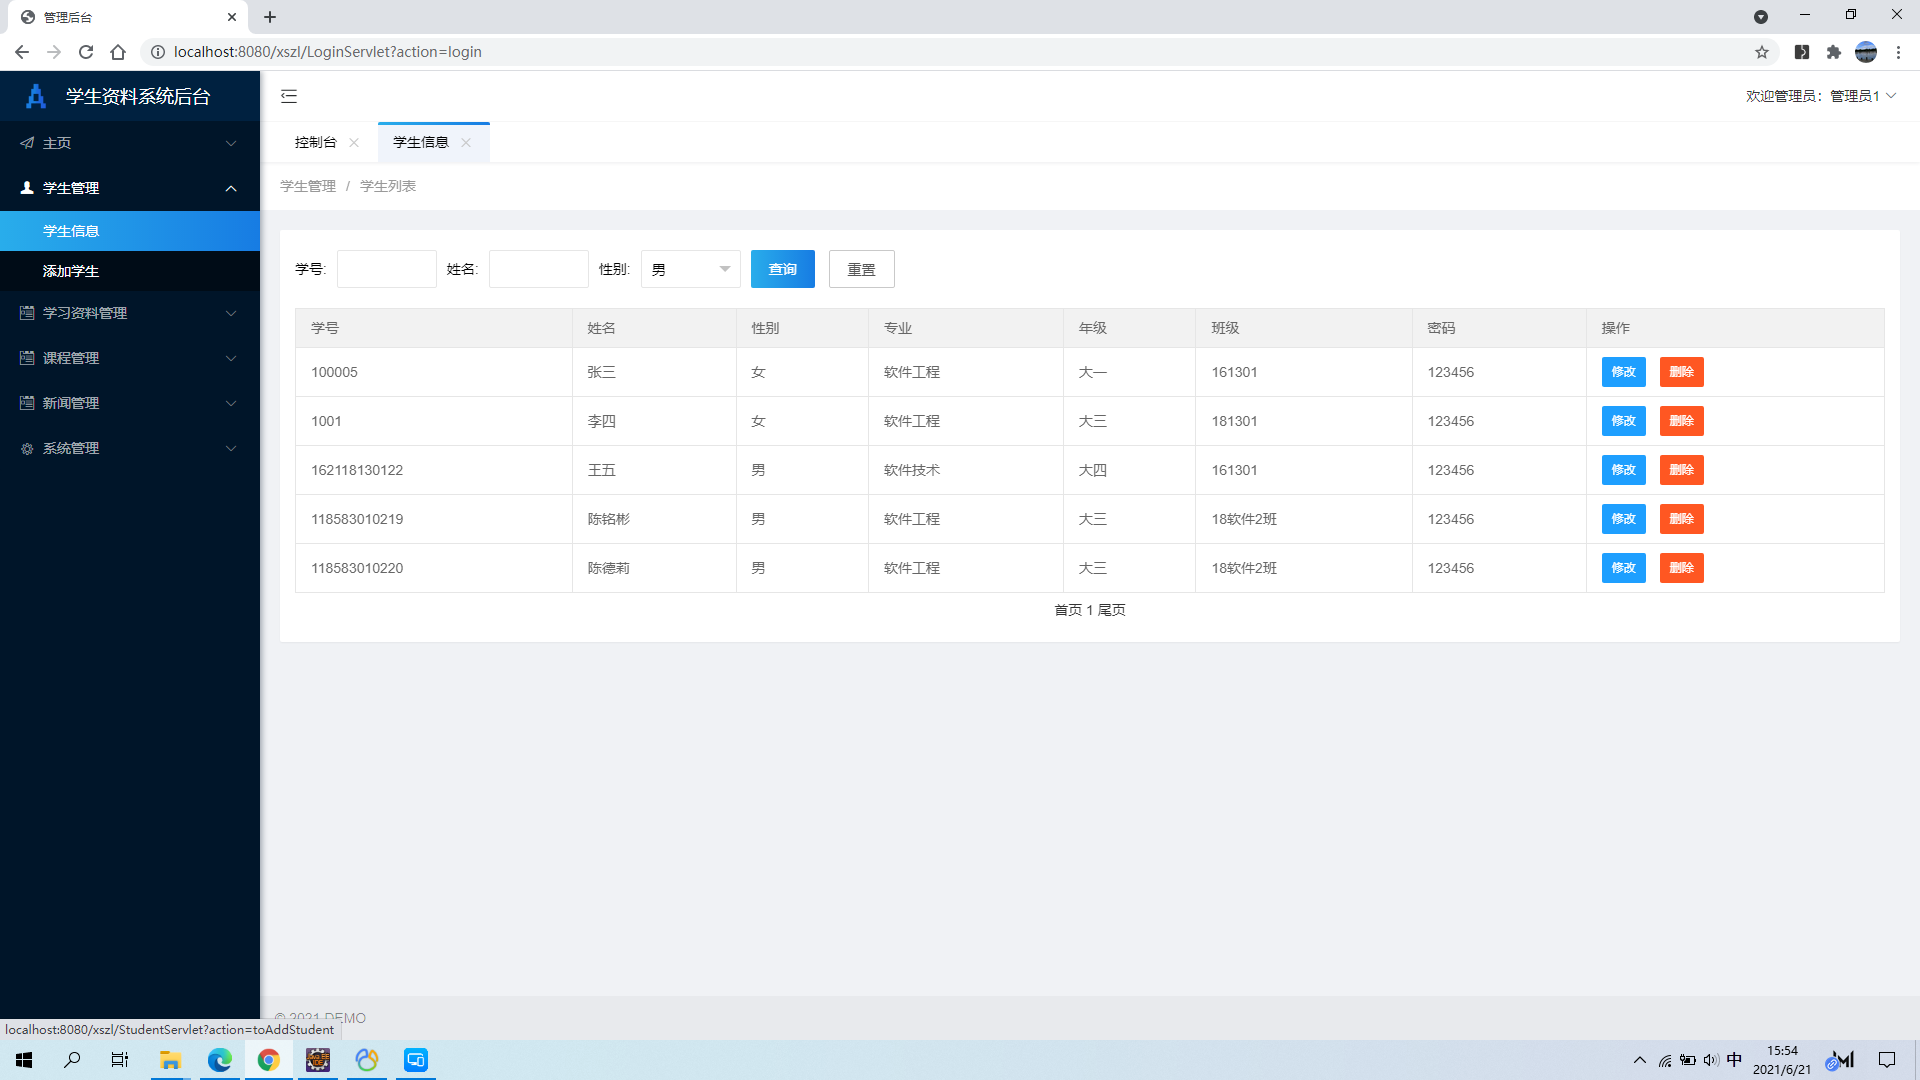 管理后台
localhost:8080/xszl/LoginServlet?action=login
学生资料系统后台
欢迎管理员：管理员1
主页
学生管理
学生信息
添加学生
学习资料管理
课程管理
新闻管理
系统管理
控制台 学生信息
学生管理 / 学生列表
学号: 姓名: 性别: 男 查询 重置
学号 姓名 性别 专业 年级 班级 密码 操作
100005 张三 女 软件工程 大一 161301 123456 修改 删除
1001 李四 女 软件工程 大三 181301 123456 修改 删除
162118130122 王五 男 软件技术 大四 161301 123456 修改 删除
118583010219 陈铭彬 男 软件工程 大三 18软件2班 123456 修改 删除
118583010220 陈德莉 男 软件工程 大三 18软件2班 123456 修改 删除
首页 1 尾页
© 2021 DEMO
localhost:8080/xszl/StudentServlet?action=toAddStudent
中
15:54
2021/6/21